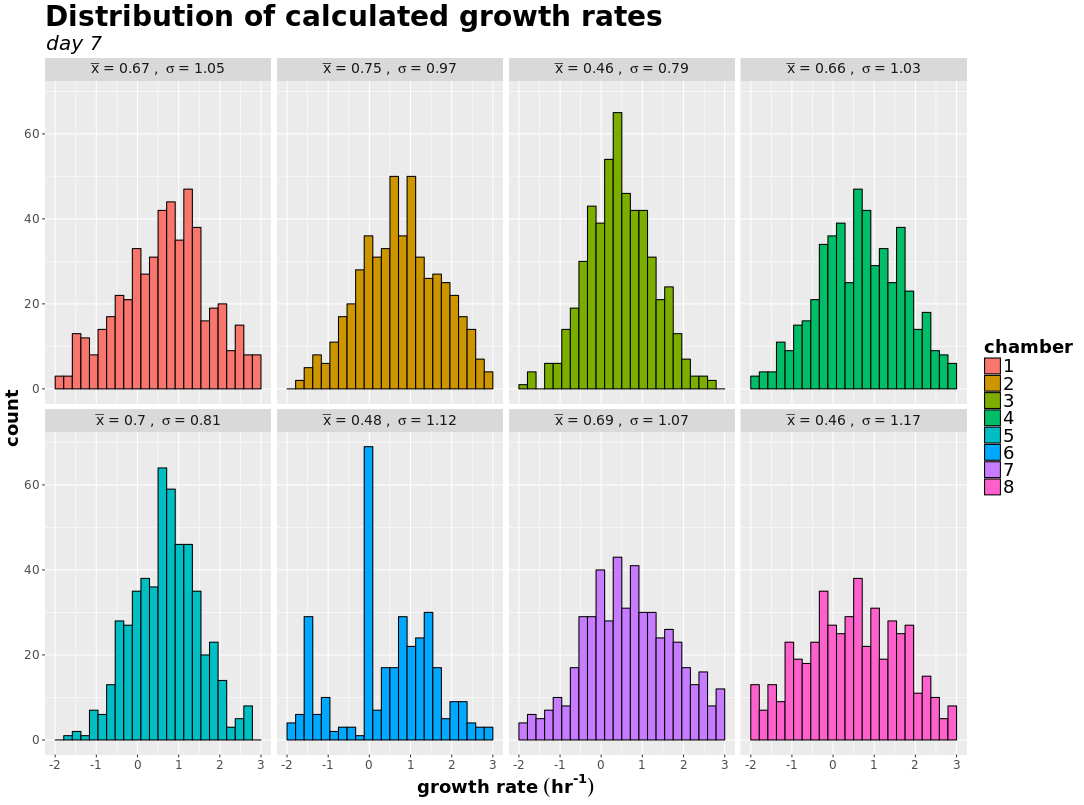 Distribution of calculated growth rates
day 7
x̅ = 0.67 ,  σ = 1.05
x̅ = 0.75 ,  σ = 0.97
x̅ = 0.46 ,  σ = 0.79
x̅ = 0.66 ,  σ = 1.03
60
40
20
0
x̅ = 0.7 ,  σ = 0.81
x̅ = 0.48 ,  σ = 1.12
x̅ = 0.69 ,  σ = 1.07
x̅ = 0.46 ,  σ = 1.17
60
40
20
0
count
-2 -1 0 1 2 3
-2 -1 0 1 2 3
-2 -1 0 1 2 3
-2 -1 0 1 2 3
growth rate (hr⁻¹)
chamber
1
2
3
4
5
6
7
8